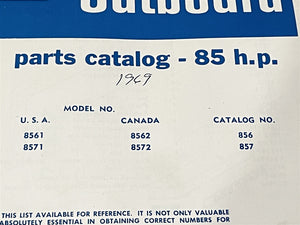 Outboard
parts catalog - 85 h.p.
1969
MODEL NO.
U. S. A. CANADA CATALOG NO.
8561 8562 856
8571 8572 857
THIS LIST AVAILABLE FOR REFERENCE. IT IS NOT ONLY VALUABLE
ABSOLUTELY ESSENTIAL IN OBTAINING CORRECT NUMBERS FOR